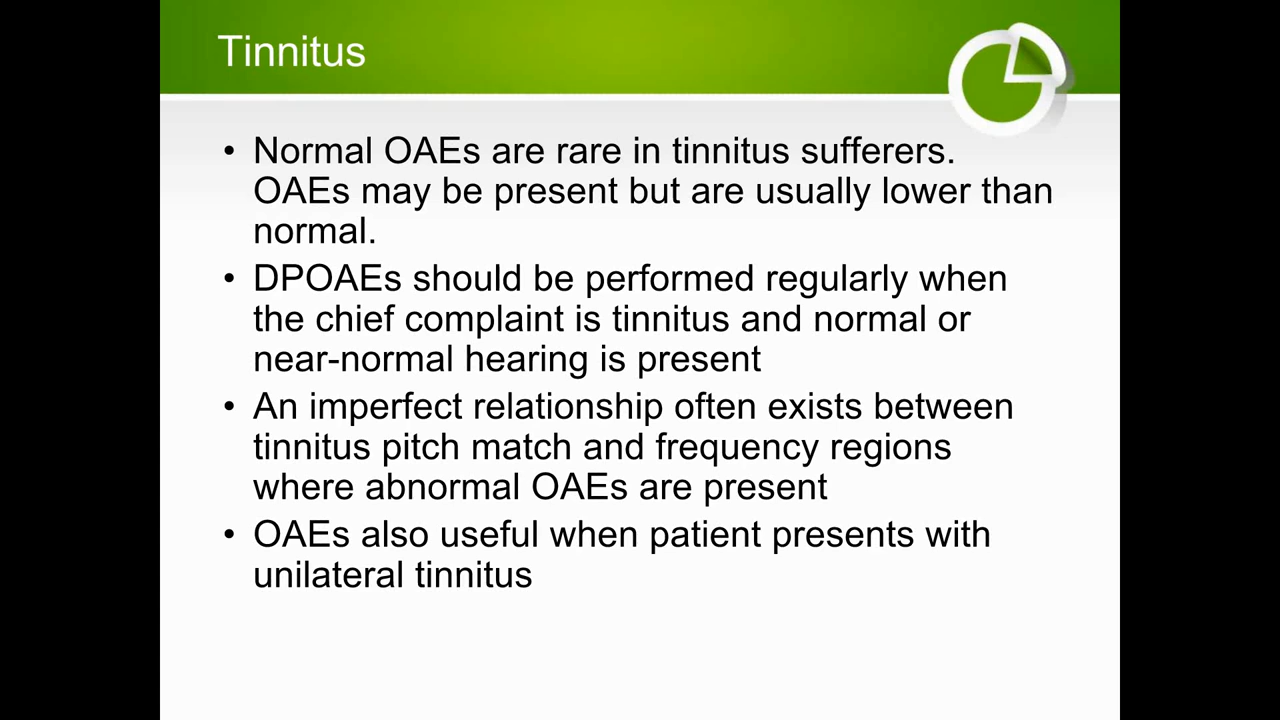 Tinnitus
• Normal OAEs are rare in tinnitus sufferers.
OAEs may be present but are usually lower than
normal.
• DPOAEs should be performed regularly when
the chief complaint is tinnitus and normal or
near-normal hearing is present
• An imperfect relationship often exists between
tinnitus pitch match and frequency regions
where abnormal OAEs are present
• OAEs also useful when patient presents with
unilateral tinnitus